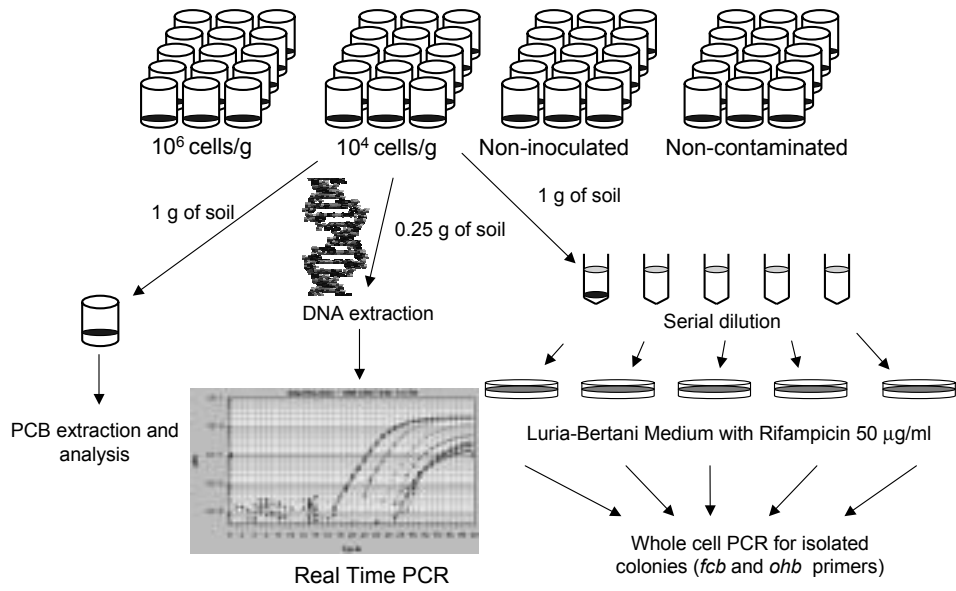 10⁶ cells/g
10⁴ cells/g
Non-inoculated
Non-contaminated
1 g of soil
0.25 g of soil
1 g of soil
DNA extraction
Serial dilution
PCB extraction and
analysis
Luria-Bertani Medium with Rifampicin 50 μg/ml
Real Time PCR
Whole cell PCR for isolated
colonies (fcb and ohb primers)